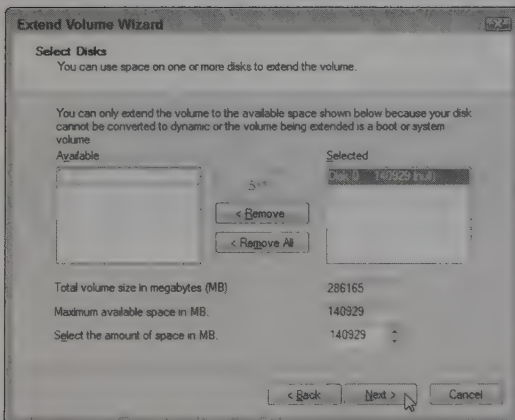 Extend Volume Wizard
Select Disks
You can use space on one or more disks to extend the volume.
You can only extend the volume to the available space shown below because your disk
cannot be converted to dynamic or the volume being extended is a boot or system
volume
Available
Selected
Disk 0 140929 (null)
< Remove
< Remove All
Total volume size in megabytes (MB) 286165
Maximum available space in MB. 140929
Select the amount of space in MB. 140929
< Back Next > Cancel